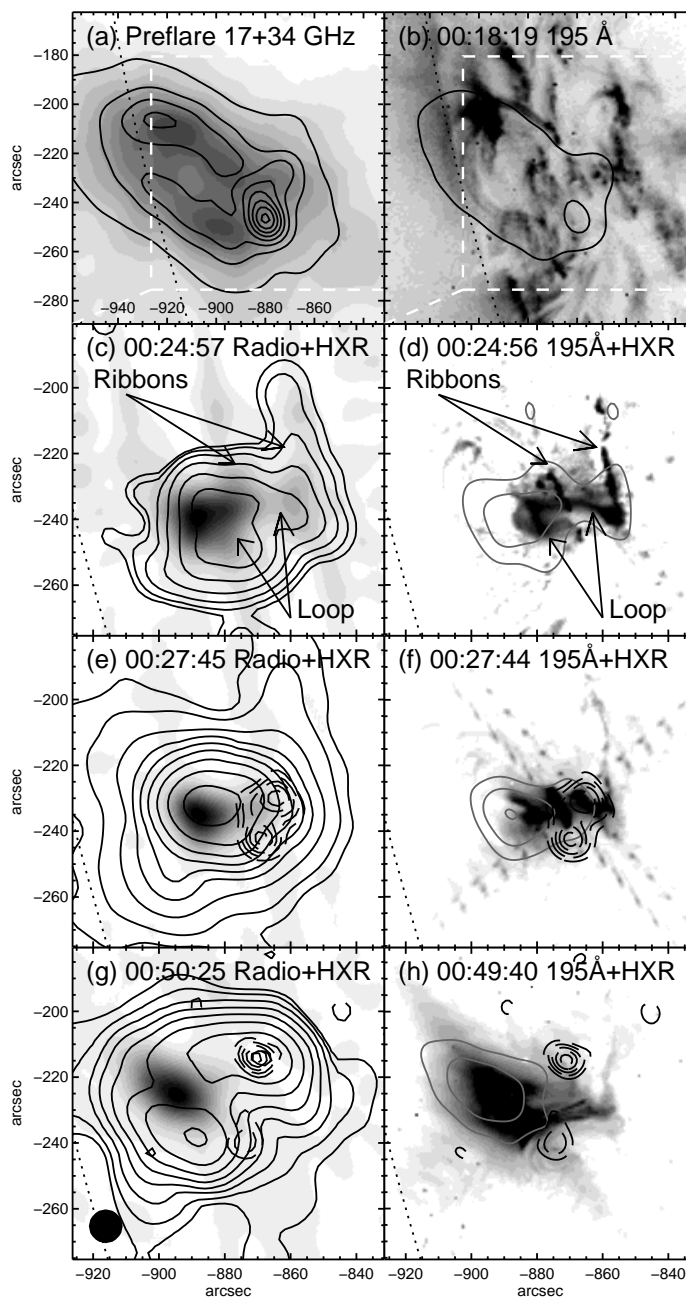 (a) Preflare 17+34 GHz
(b) 00:18:19 195 Å
−180
−200
−220
−240
−260
−280
arcsec
−940 −920 −900 −880 −860
(c) 00:24:57 Radio+HXR
Ribbons
Loop
(d) 00:24:56 195Å+HXR
Ribbons
Loop
−200
−220
−240
−260
arcsec
(e) 00:27:45 Radio+HXR
(f) 00:27:44 195Å+HXR
−200
−220
−240
−260
arcsec
(g) 00:50:25 Radio+HXR
(h) 00:49:40 195Å+HXR
−200
−220
−240
−260
arcsec
−920 −900 −880 −860 −840
arcsec
−920 −900 −880 −860 −840
arcsec